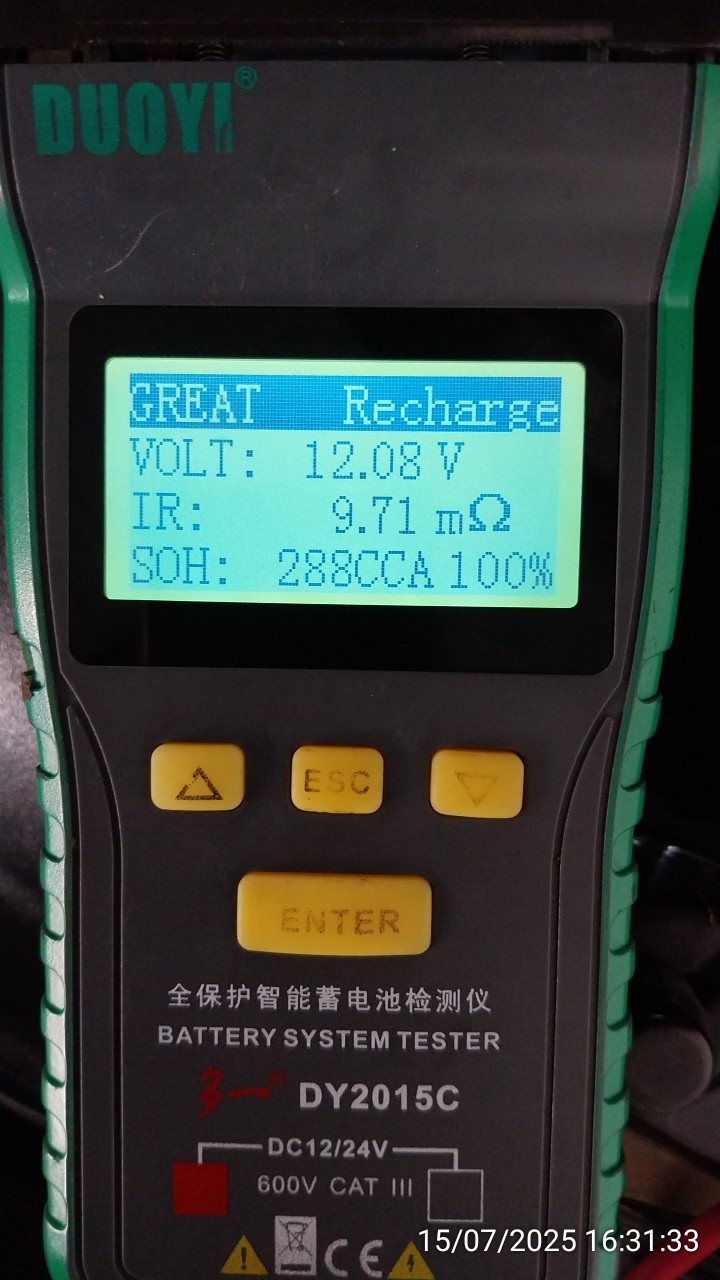 DUOYI®
GREAT Recharge
VOLT: 12.08 V
IR: 9.71 mΩ
SOH: 288CCA 100%
ESC
ENTER
全保护智能蓄电池检测仪
BATTERY SYSTEM TESTER
多一® DY2015C
DC12/24V
600V CAT III
CE
15/07/2025 16:31:33